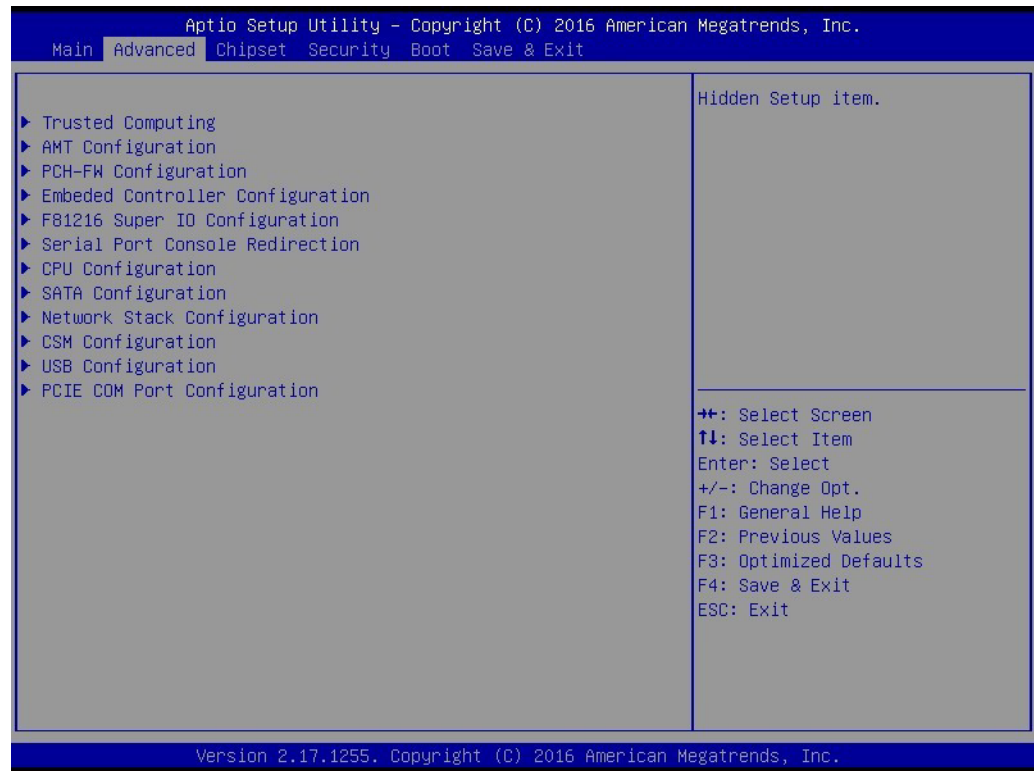 Aptio Setup Utility – Copyright (C) 2016 American Megatrends, Inc.
Main Advanced Chipset Security Boot Save & Exit
Hidden Setup item.
▶ Trusted Computing
▶ AMT Configuration
▶ PCH-FW Configuration
▶ Embeded Controller Configuration
▶ F81216 Super IO Configuration
▶ Serial Port Console Redirection
▶ CPU Configuration
▶ SATA Configuration
▶ Network Stack Configuration
▶ CSM Configuration
▶ USB Configuration
▶ PCIE COM Port Configuration
→←: Select Screen
↑↓: Select Item
Enter: Select
+/-: Change Opt.
F1: General Help
F2: Previous Values
F3: Optimized Defaults
F4: Save & Exit
ESC: Exit
Version 2.17.1255. Copyright (C) 2016 American Megatrends, Inc.